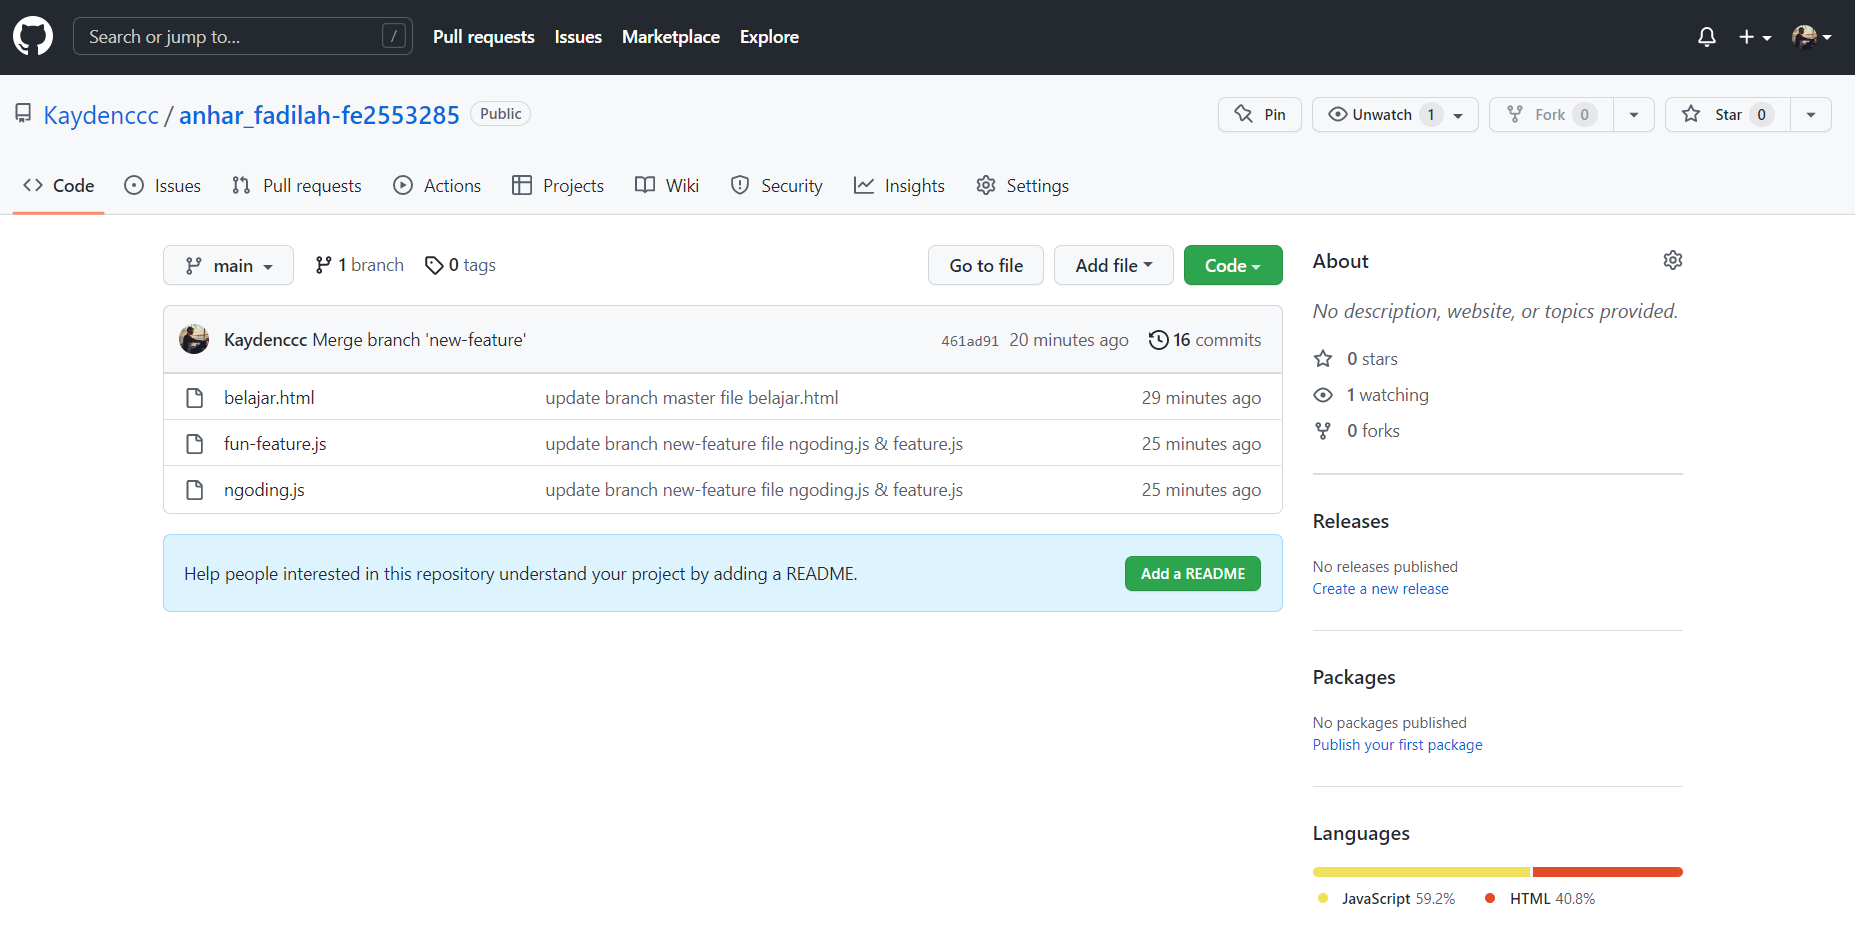 Search or jump to... / Pull requests Issues Marketplace Explore
Kaydenccc / anhar_fadilah-fe2553285 Public Pin Unwatch 1 Fork 0 Star 0
Code Issues Pull requests Actions Projects Wiki Security Insights Settings
main 1 branch 0 tags Go to file Add file Code
Kaydenccc Merge branch 'new-feature' 461ad91 20 minutes ago 16 commits
belajar.html update branch master file belajar.html 29 minutes ago
fun-feature.js update branch new-feature file ngoding.js & feature.js 25 minutes ago
ngoding.js update branch new-feature file ngoding.js & feature.js 25 minutes ago
Help people interested in this repository understand your project by adding a README. Add a README
About
No description, website, or topics provided.
0 stars
1 watching
0 forks
Releases
No releases published
Create a new release
Packages
No packages published
Publish your first package
Languages
JavaScript 59.2% HTML 40.8%